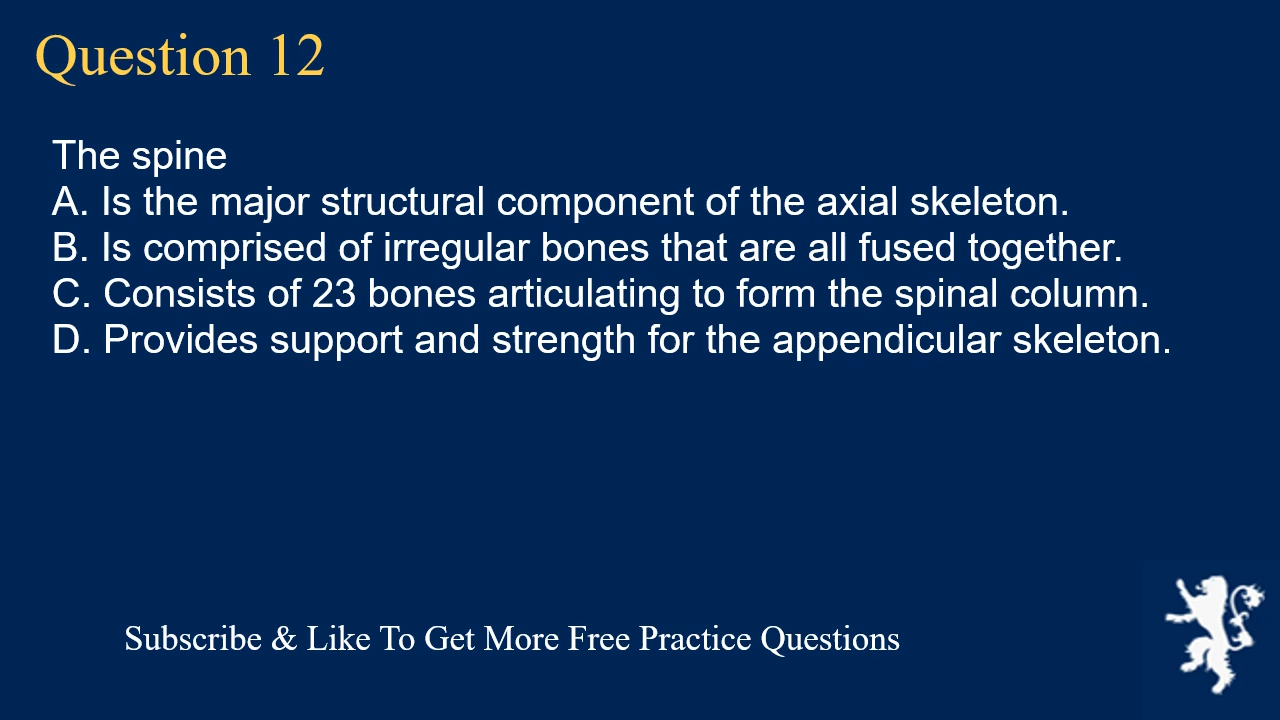 Question 12
The spine
A. Is the major structural component of the axial skeleton.
B. Is comprised of irregular bones that are all fused together.
C. Consists of 23 bones articulating to form the spinal column.
D. Provides support and strength for the appendicular skeleton.
Subscribe & Like To Get More Free Practice Questions